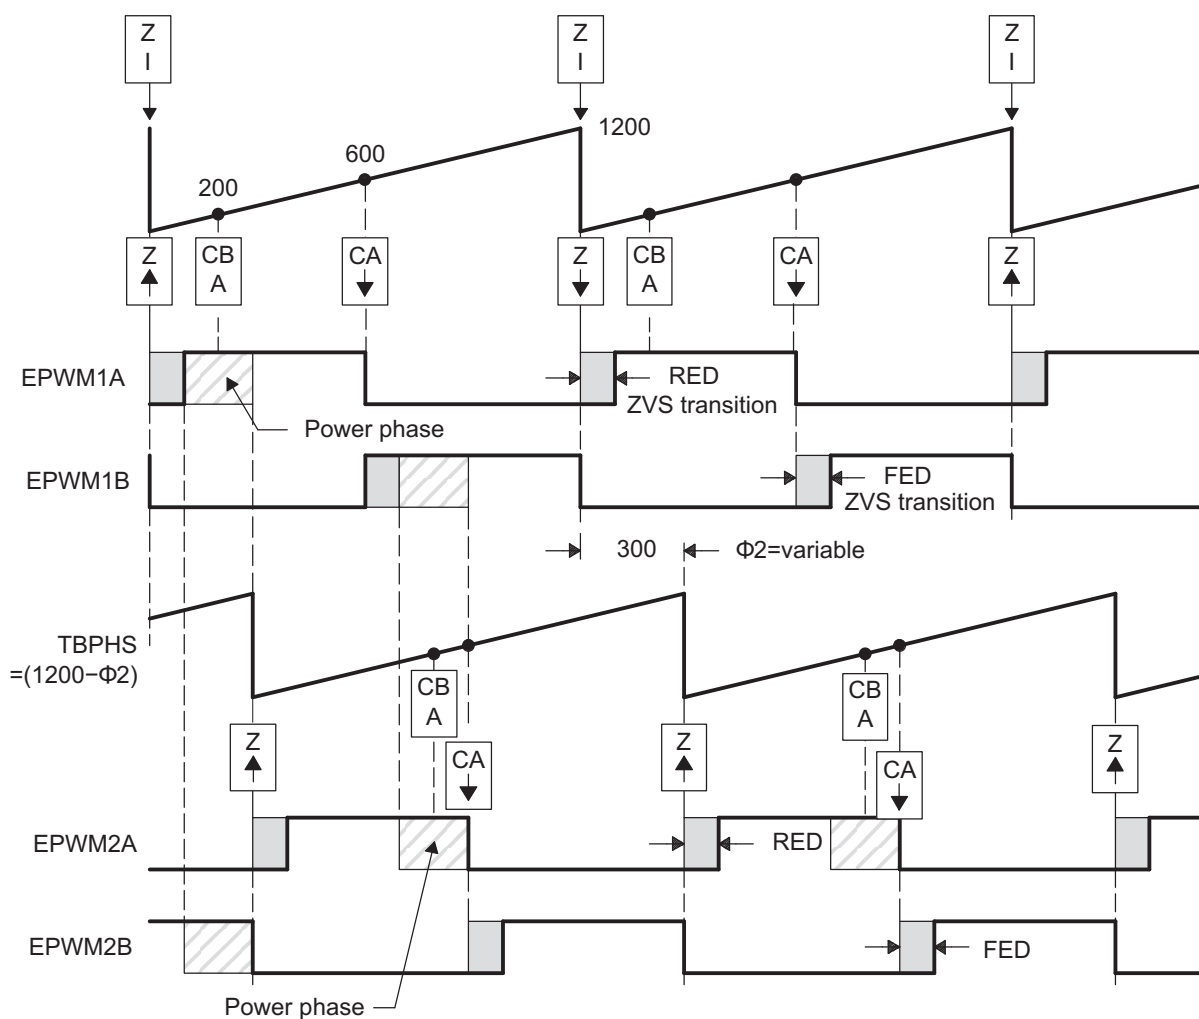 Z
I
Z
I
Z
I
1200
600
200
Z
CB
A
CA
Z
CB
A
CA
Z
EPWM1A
RED
ZVS transition
Power phase
EPWM1B
FED
ZVS transition
300
Φ2=variable
TBPHS
=(1200−Φ2)
CB
A
CB
A
Z
CA
Z
CA
Z
EPWM2A
RED
EPWM2B
FED
Power phase